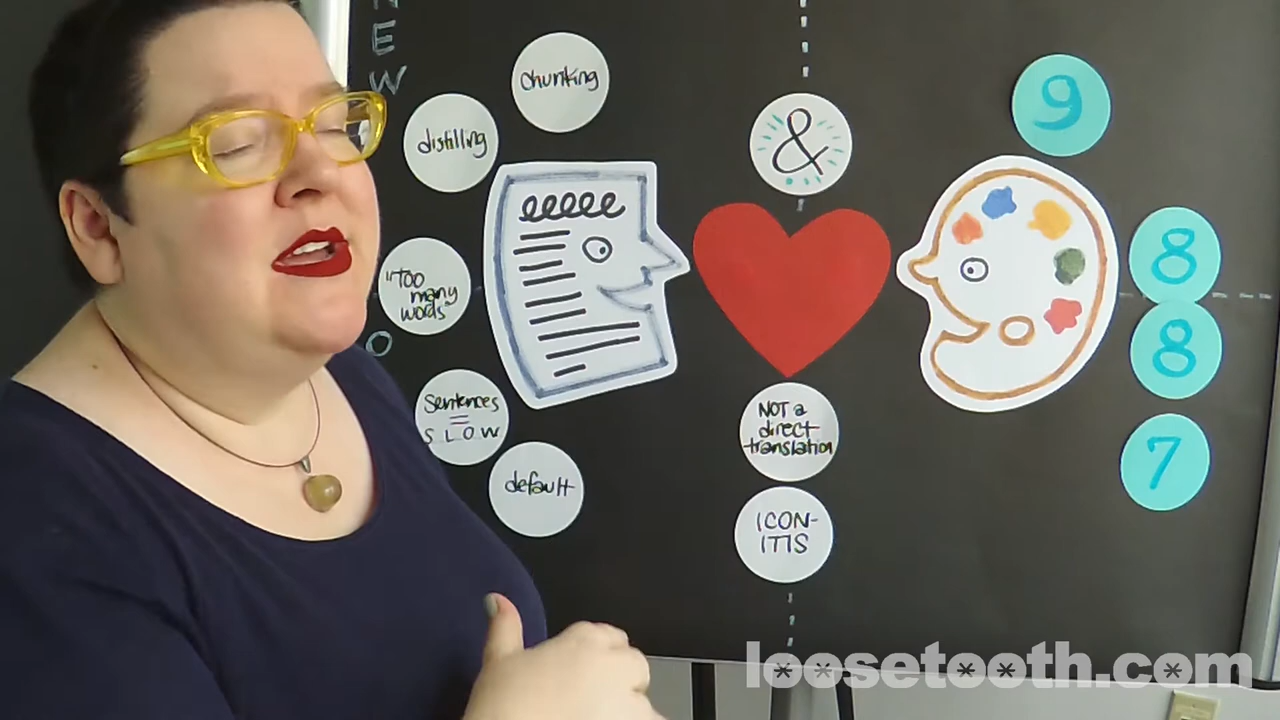 N
E
W
chunking
distilling
"TOO
many
words"
O
Sentences
=
SLOW
default
&
NOT a
direct
translation
ICON-
ITIS
9
8
8
7
loosetooth.com